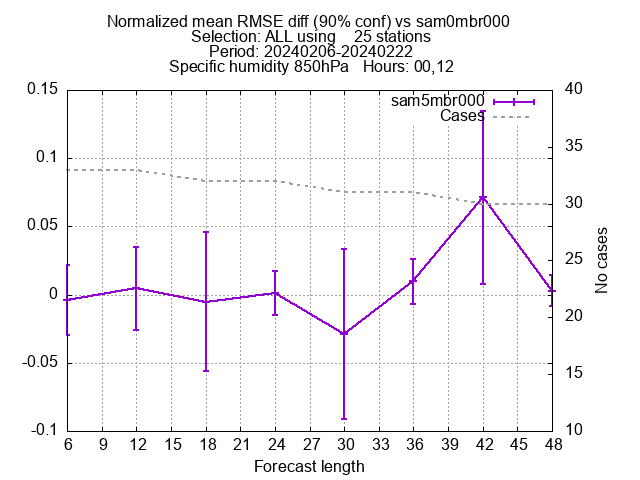 Normalized mean RMSE diff (90% conf) vs sam0mbr000
Selection: ALL using    25 stations
Period: 20240206-20240222
Specific humidity 850hPa   Hours: 00,12
sam5mbr000
Cases
0.15
0.1
0.05
0
-0.05
-0.1
40
35
30
25
20
15
10
No cases
6 9 12 15 18 21 24 27 30 33 36 39 42 45 48
Forecast length